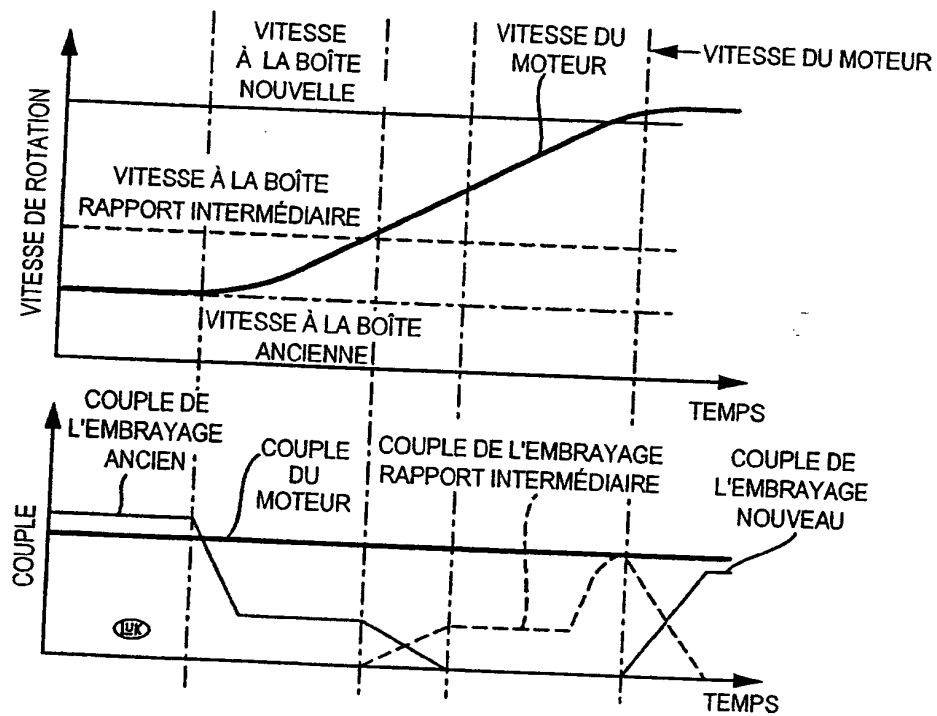 VITESSE
À LA BOÎTE
NOUVELLE
VITESSE DU
MOTEUR
VITESSE DU MOTEUR
VITESSE DE ROTATION
VITESSE À LA BOÎTE
RAPPORT INTERMÉDIAIRE
VITESSE À LA BOÎTE
ANCIENNE
TEMPS
COUPLE DE
L'EMBRAYAGE
ANCIEN
COUPLE
DU
MOTEUR
COUPLE DE L'EMBRAYAGE
RAPPORT INTERMÉDIAIRE
COUPLE DE
L'EMBRAYAGE
NOUVEAU
COUPLE
LUK
TEMPS